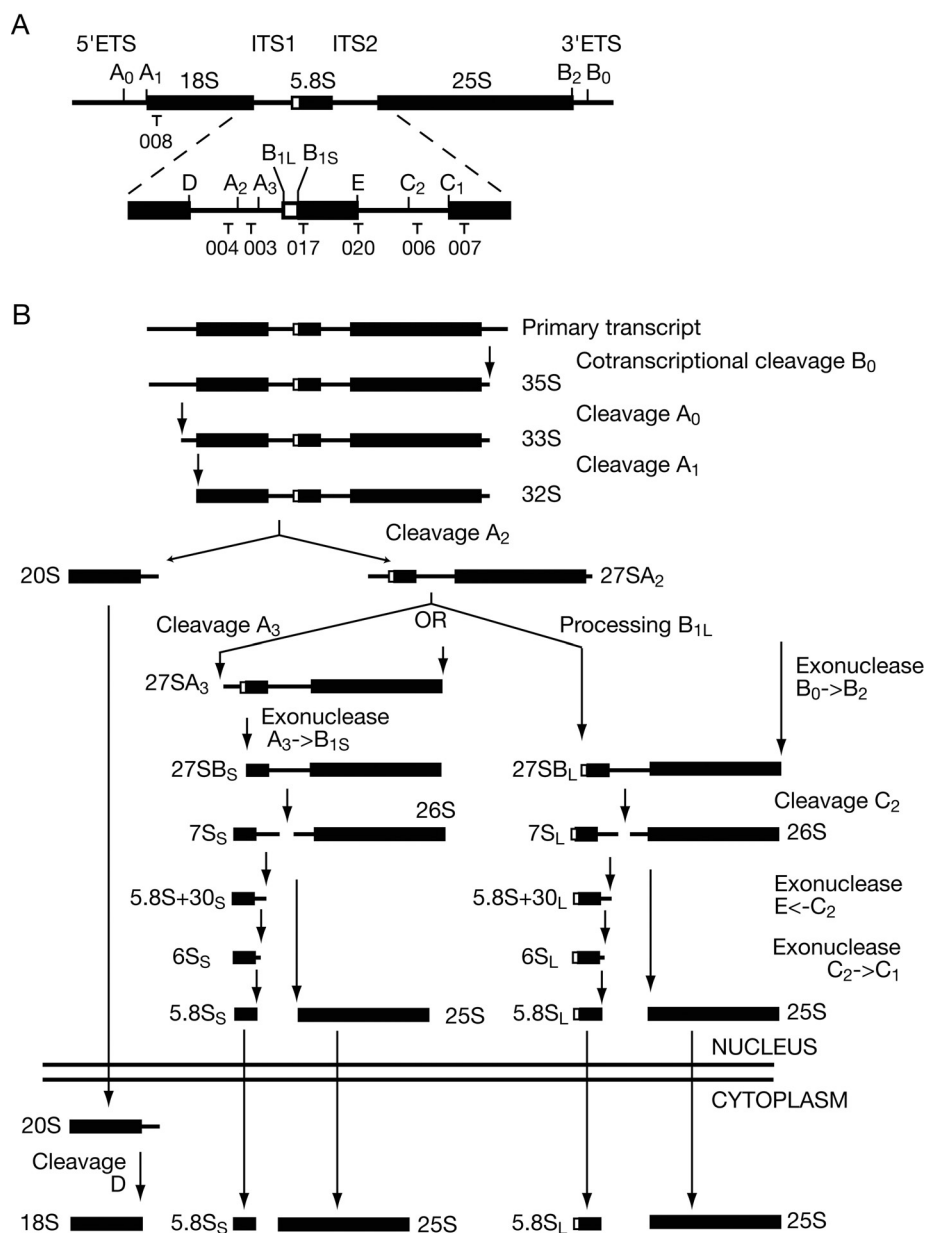 A
5'ETS ITS1 ITS2 3'ETS
A0 A1 18S 5.8S 25S B2 B0
008
B1L B1S
D A2 A3 E C2 C1
004 003 017 020 006 007
B
Primary transcript
Cotranscriptional cleavage B0
35S
Cleavage A0
33S
Cleavage A1
32S
Cleavage A2
20S 27SA2
Cleavage A3 OR Processing B1L
27SA3 Exonuclease
B0->B2
Exonuclease
A3->B1S
27SBS 27SBL
Cleavage C2
26S
7SS 7SL 26S
5.8S+30S 5.8S+30L Exonuclease
E<-C2
6SS 6SL Exonuclease
C2->C1
5.8SS 25S 5.8SL 25S
NUCLEUS
CYTOPLASM
20S
Cleavage
D
18S 5.8SS 25S 5.8SL 25S